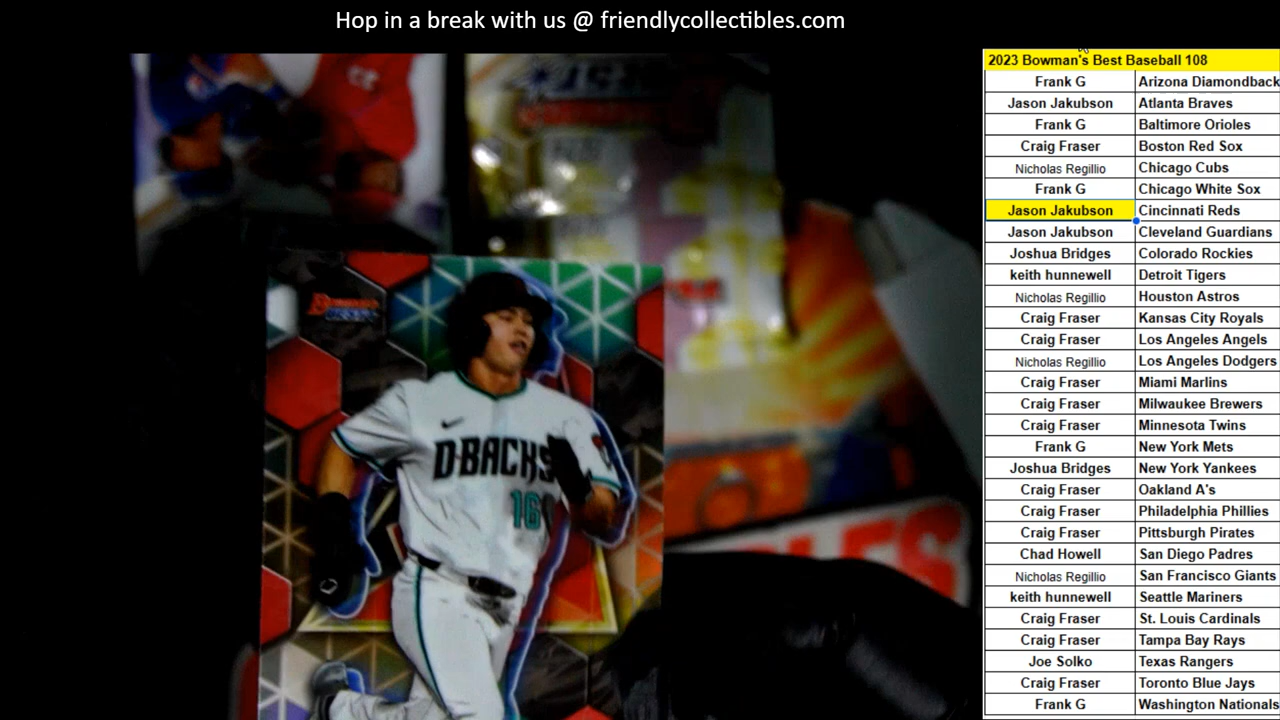 Hop in a break with us @ friendlycollectibles.com
2023 Bowman's Best Baseball 108
Frank G Arizona Diamondback
Jason Jakubson Atlanta Braves
Frank G Baltimore Orioles
Craig Fraser Boston Red Sox
Nicholas Regillio Chicago Cubs
Frank G Chicago White Sox
Jason Jakubson Cincinnati Reds
Jason Jakubson Cleveland Guardians
Joshua Bridges Colorado Rockies
keith hunnewell Detroit Tigers
Nicholas Regillio Houston Astros
Craig Fraser Kansas City Royals
Craig Fraser Los Angeles Angels
Nicholas Regillio Los Angeles Dodgers
Craig Fraser Miami Marlins
Craig Fraser Milwaukee Brewers
Craig Fraser Minnesota Twins
Frank G New York Mets
Joshua Bridges New York Yankees
Craig Fraser Oakland A's
Craig Fraser Philadelphia Phillies
Craig Fraser Pittsburgh Pirates
Chad Howell San Diego Padres
Nicholas Regillio San Francisco Giants
keith hunnewell Seattle Mariners
Craig Fraser St. Louis Cardinals
Craig Fraser Tampa Bay Rays
Joe Solko Texas Rangers
Craig Fraser Toronto Blue Jays
Frank G Washington Nationals
D-BACKS
16